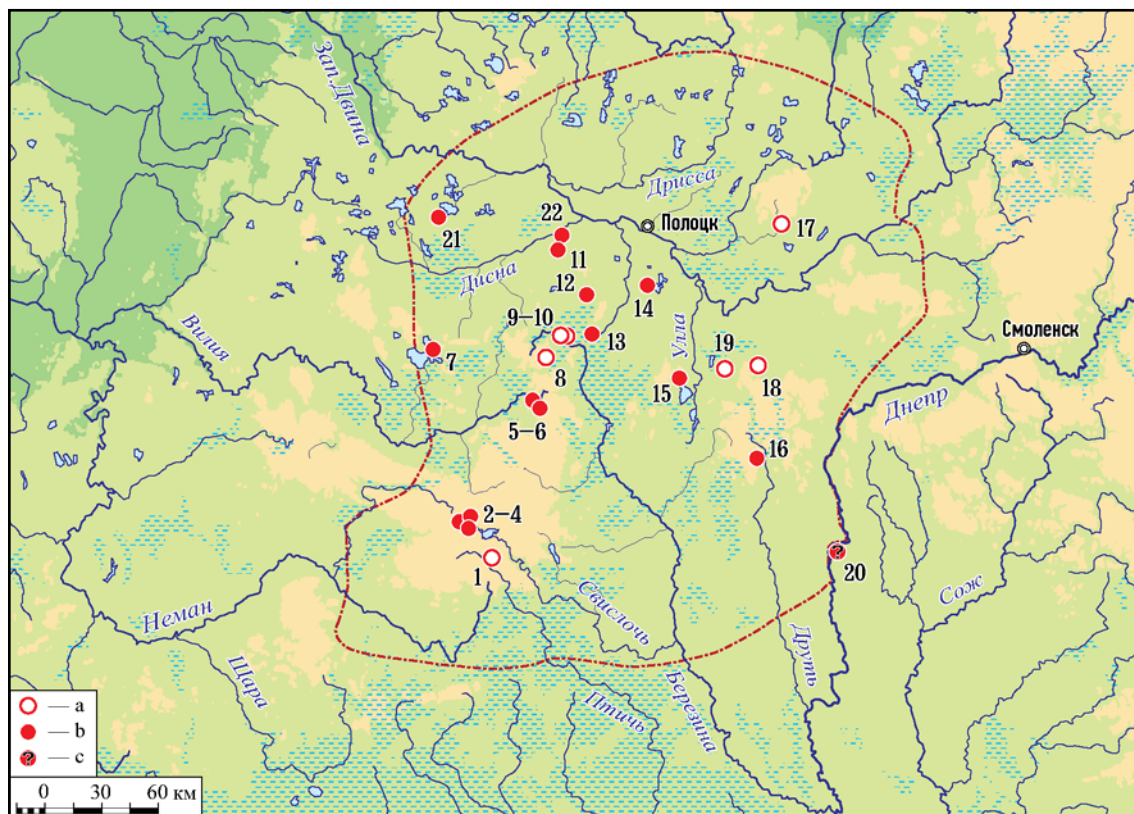 Зап.Двина
Дрисса
Полоцк
17
21
22
11
Дисна
12
14
9–10
13
Улла
Смоленск
Вилия
7
8
19
18
15
Днепр
5–6
16
2–4
1
20
Неман
Свислочь
Сож
Щара
Птичь
Березина
Друть
— a
— b
? — c
?
0 30 60 км